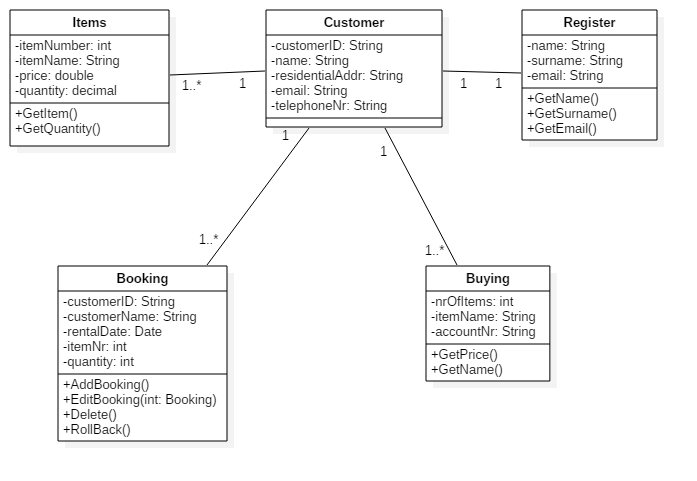 Items
-itemNumber: int
-itemName: String
-price: double
-quantity: decimal
+GetItem()
+GetQuantity()
1..*
1
Customer
-customerID: String
-name: String
-residentialAddr: String
-email: String
-telephoneNr: String
1
1
Register
-name: String
-surname: String
-email: String
+GetName()
+GetSurname()
+GetEmail()
1
1
1..*
1..*
Booking
-customerID: String
-customerName: String
-rentalDate: Date
-itemNr: int
-quantity: int
+AddBooking()
+EditBooking(int: Booking)
+Delete()
+RollBack()
Buying
-nrOfItems: int
-itemName: String
-accountNr: String
+GetPrice()
+GetName()